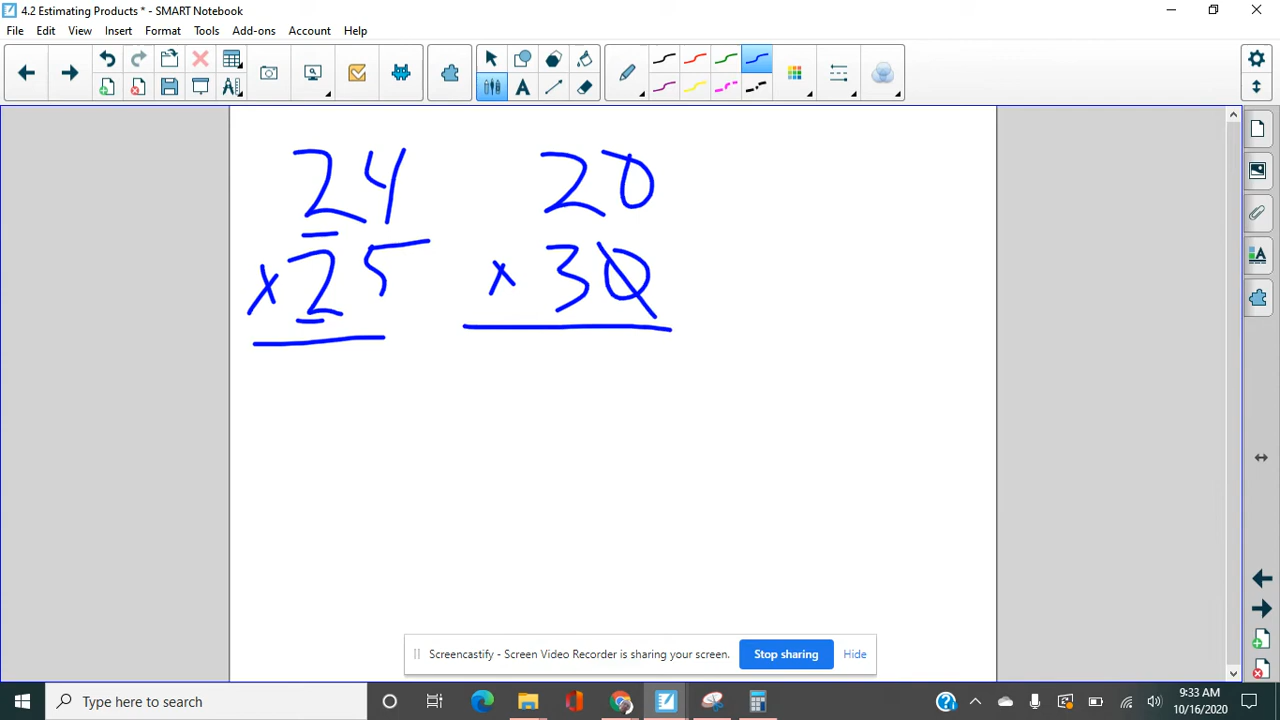 4.2 Estimating Products * - SMART Notebook
File Edit View Insert Format Tools Add-ons Account Help
24 20
x 25 x 30
Screencastify - Screen Video Recorder is sharing your screen. Stop sharing Hide
Type here to search
9:33 AM
10/16/2020